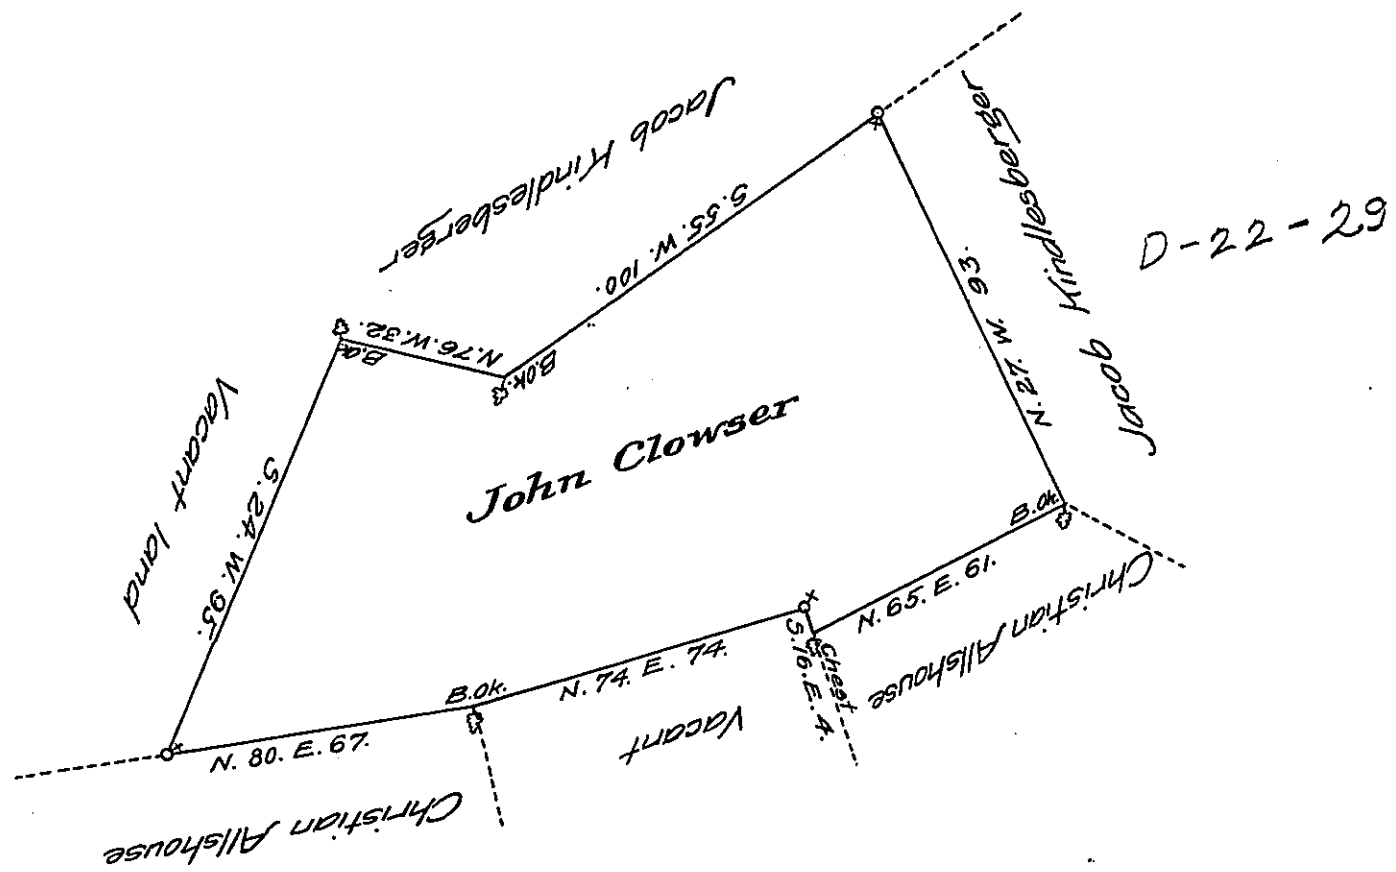 Jacob Kindlesberger
Jacob Kindlesberger
D-22-29
S. 55. W. 100.
N. 27. W. 93.
N. 76. W. 32.
B.a.
B.Ok.
Vacant land
S. 24. W. 95.
John Clowser
B.Ok.
N. 65. E. 61.
Christian Allshouse
S. 16. E. 4.
Chest
N. 74. E. 74.
B.Ok.
Vacant
N. 80. E. 67.
Christian Allshouse